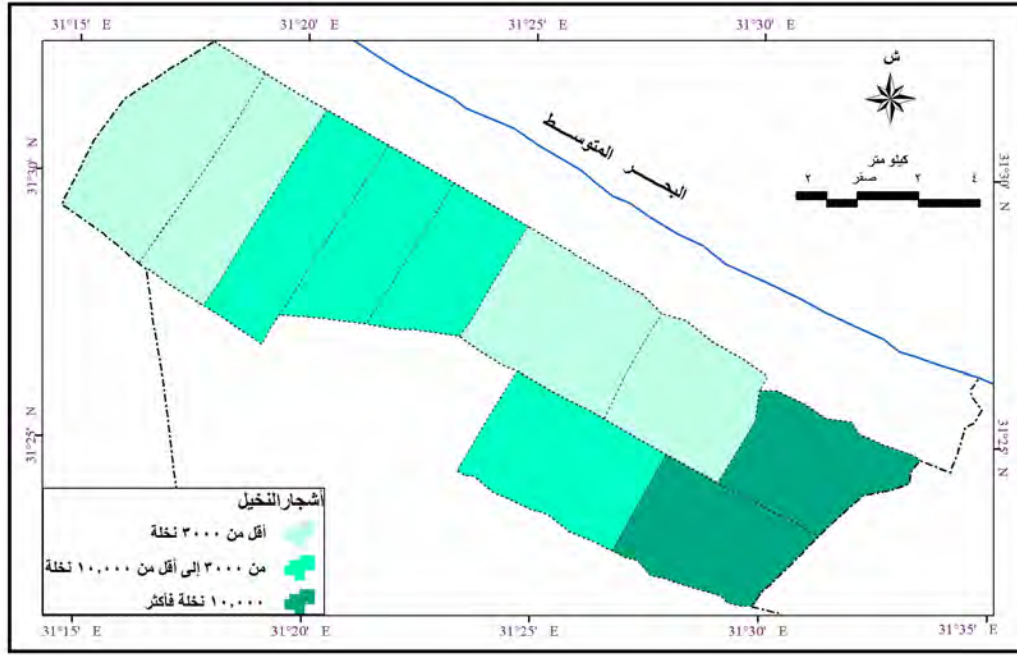 31°15' E 31°20' E 31°25' E 31°30' E
ش
كيلو متر
٢ صفر ٢ ٤
البحر المتوسط
31°30' N
31°30' N
31°25' N
31°25' N
أشجار النخيل
أقل من ٣٠٠٠ نخلة
من ٣٠٠٠ إلى أقل من ١٠,٠٠٠ نخلة
١٠,٠٠٠ نخلة فأكثر
31°15' E 31°20' E 31°25' E 31°30' E 31°35' E